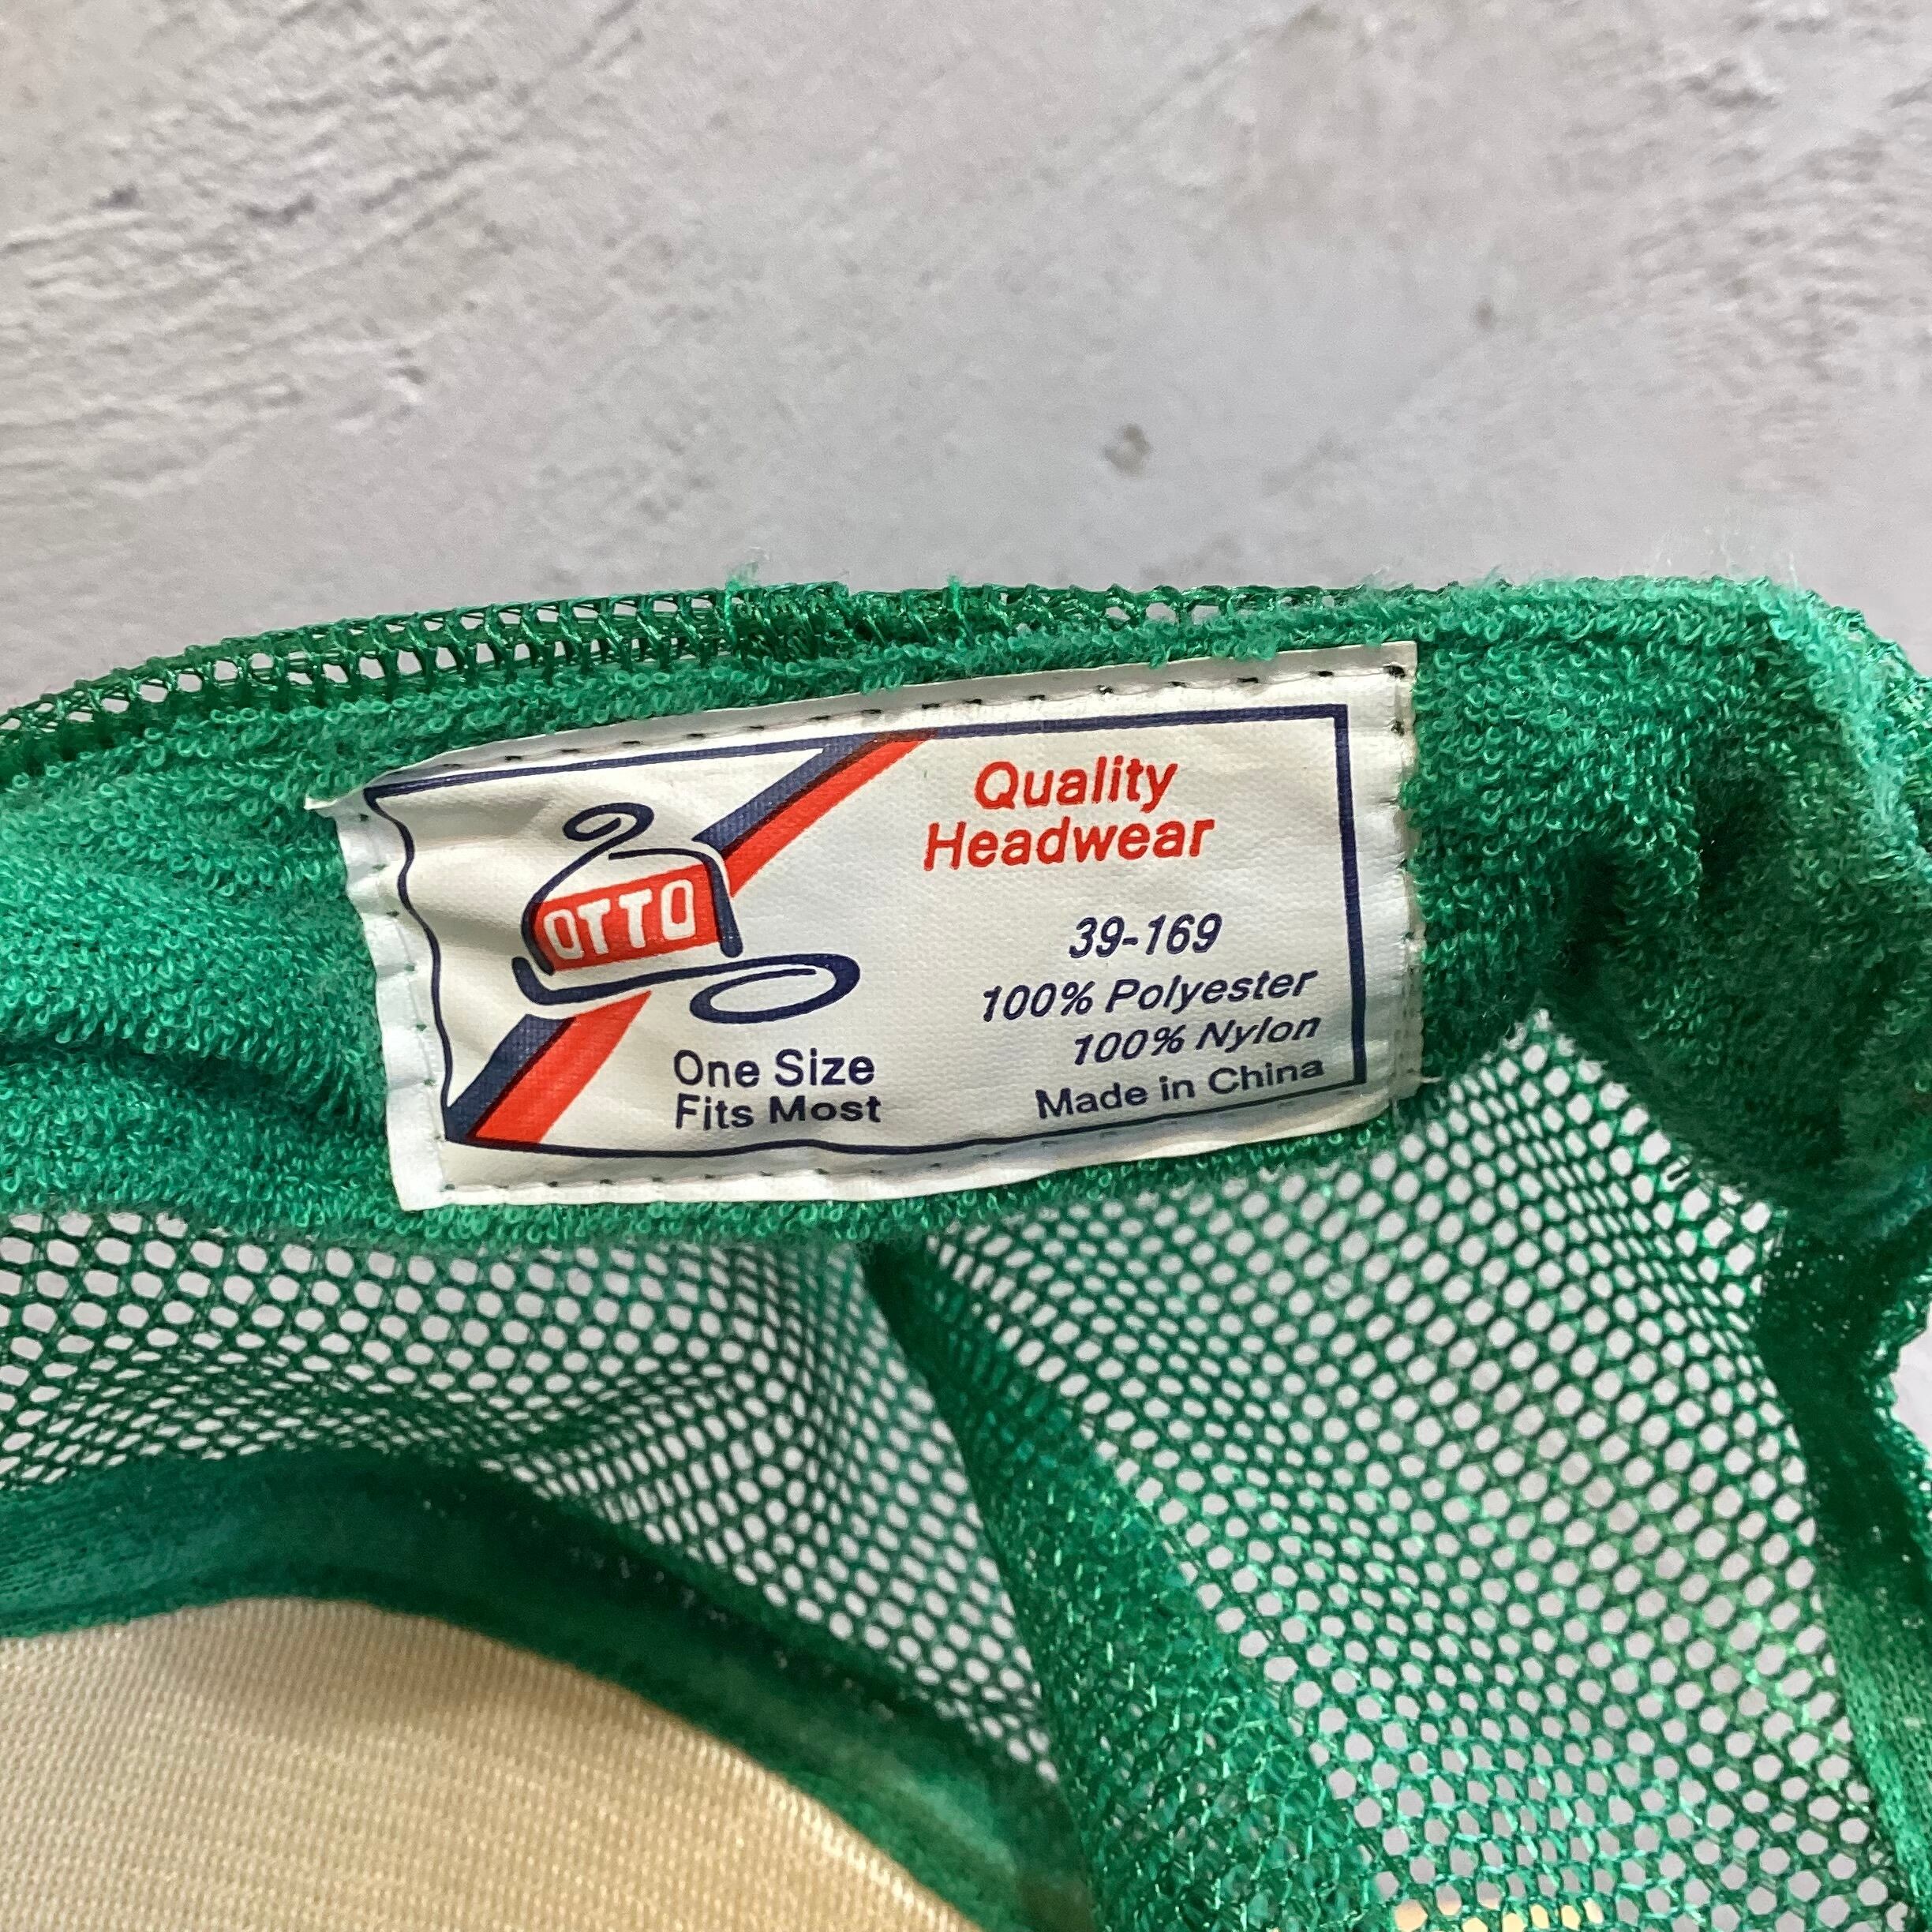 OTTO
One Size
Fits Most
Quality
Headwear
39-169
100% Polyester
100% Nylon
Made in China